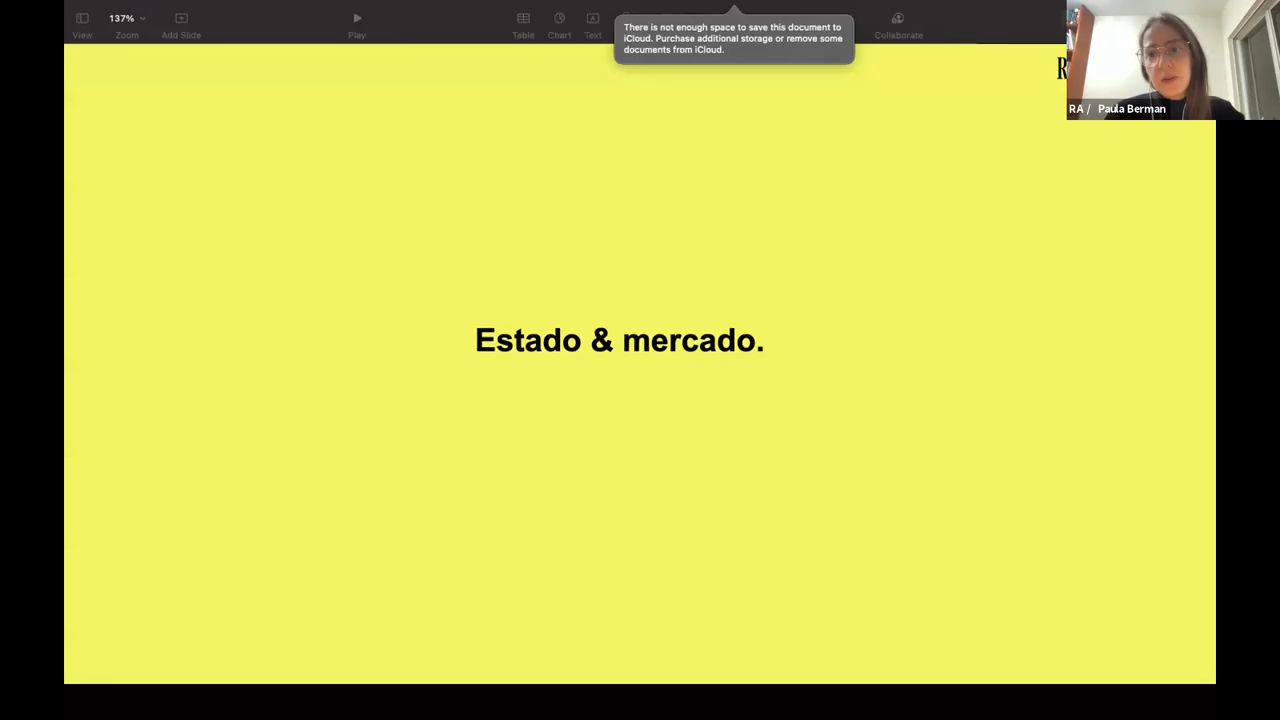 137%
View
Zoom
Add Slide
Play
Table
Chart
Text
Collaborate
There is not enough space to save this document to
iCloud. Purchase additional storage or remove some
documents from iCloud.
R
RA / Paula Berman
Estado & mercado.